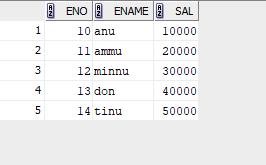 ENO ENAME SAL
1 10 anu 10000
2 11 ammu 20000
3 12 minnu 30000
4 13 don 40000
5 14 tinu 50000